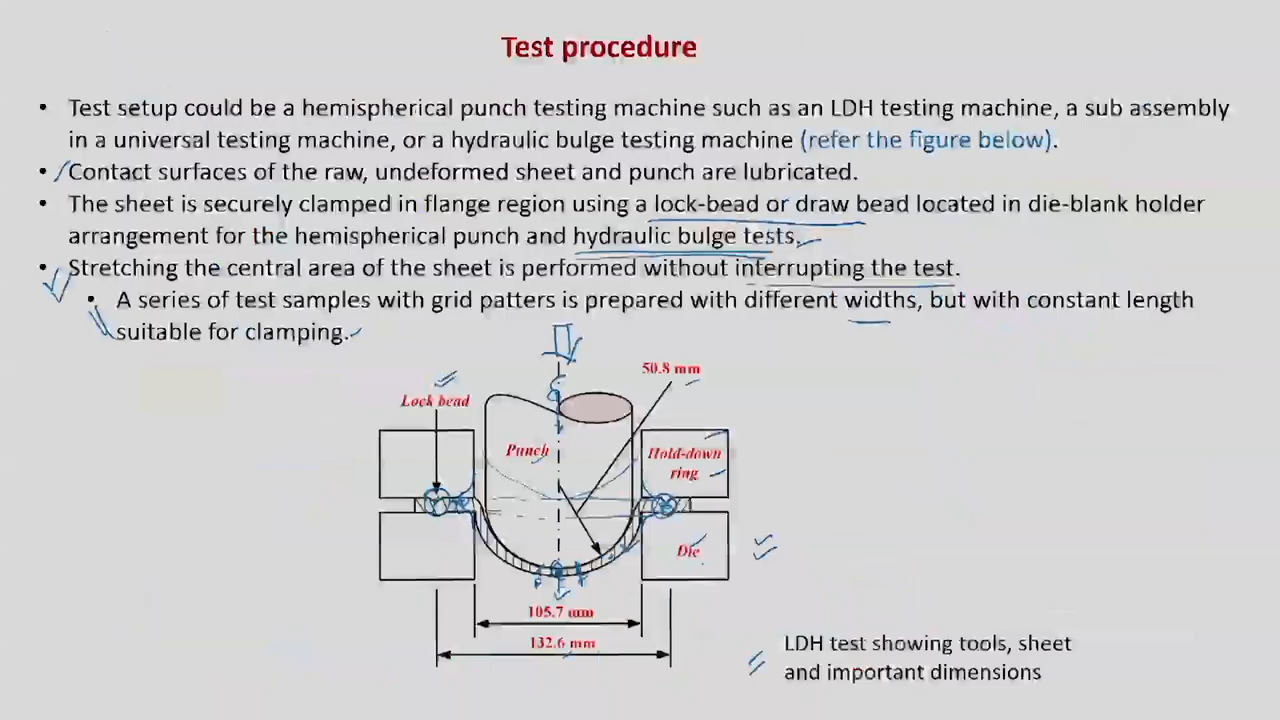 Test procedure
• Test setup could be a hemispherical punch testing machine such as an LDH testing machine, a sub assembly
in a universal testing machine, or a hydraulic bulge testing machine (refer the figure below).
• Contact surfaces of the raw, undeformed sheet and punch are lubricated.
• The sheet is securely clamped in flange region using a lock-bead or draw bead located in die-blank holder
arrangement for the hemispherical punch and hydraulic bulge tests.
• Stretching the central area of the sheet is performed without interrupting the test.
• A series of test samples with grid patters is prepared with different widths, but with constant length
suitable for clamping.
50.8 mm
Lock bead
Punch
Hold-down
ring
Die
105.7 mm
132.6 mm
LDH test showing tools, sheet
and important dimensions